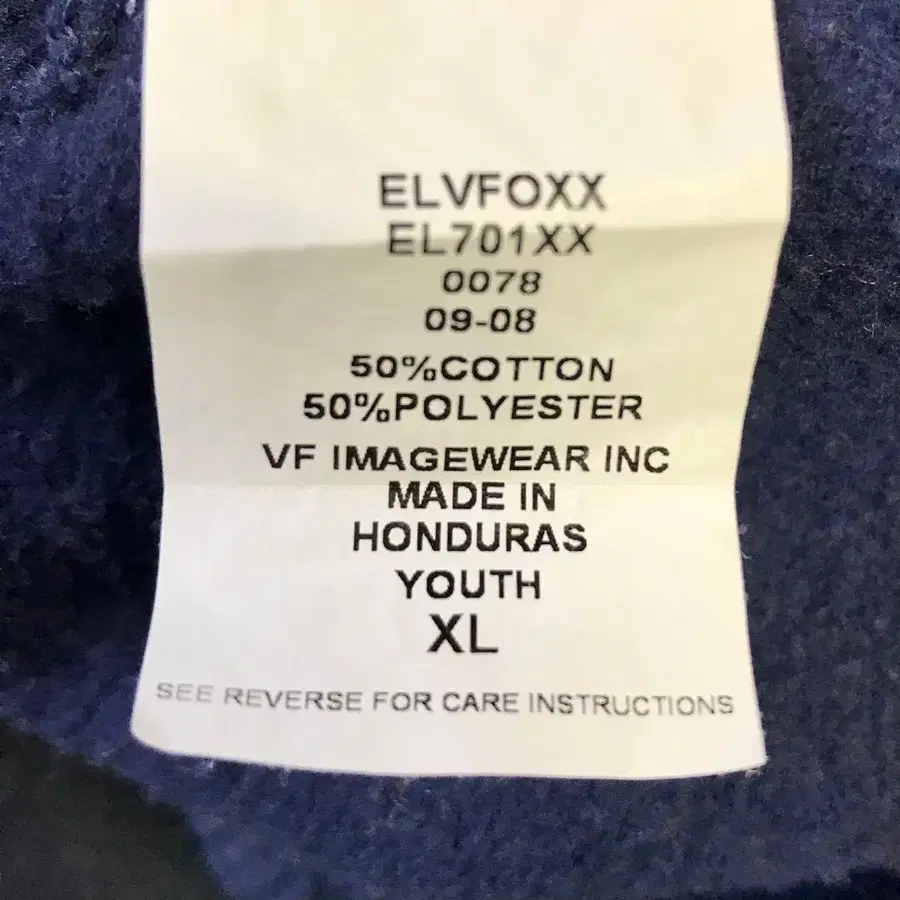 ELVFOXX
EL701XX
0078
09-08
50%COTTON
50%POLYESTER
VF IMAGEWEAR INC
MADE IN
HONDURAS
YOUTH
XL
SEE REVERSE FOR CARE INSTRUCTIONS